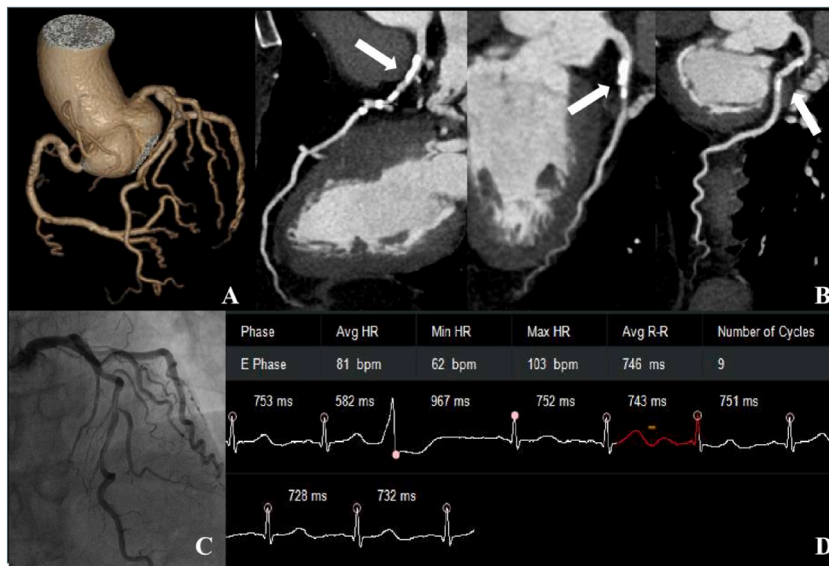 A
B
C
Phase Avg HR Min HR Max HR Avg R-R Number of Cycles
E Phase 81 bpm 62 bpm 103 bpm 746 ms 9
753 ms 582 ms 967 ms 752 ms 743 ms 751 ms
728 ms 732 ms
D